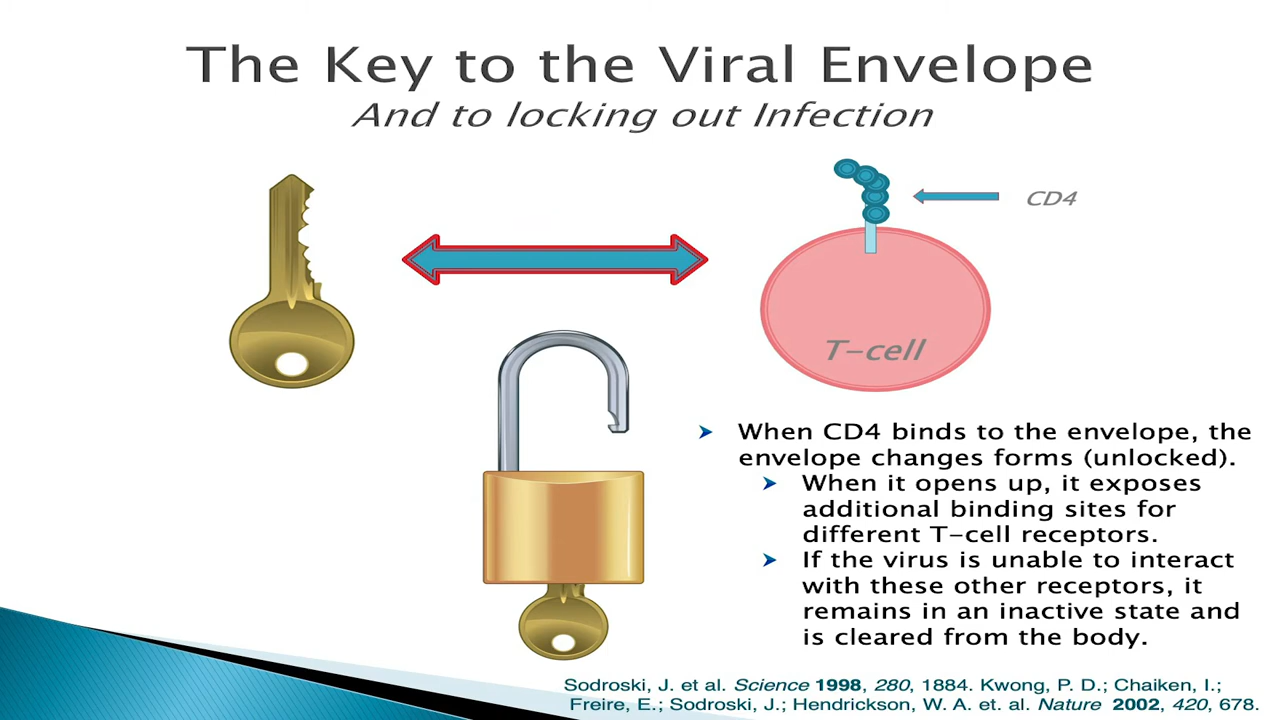 The Key to the Viral Envelope
And to locking out Infection
CD4
T-cell
When CD4 binds to the envelope, the
envelope changes forms (unlocked).
When it opens up, it exposes
additional binding sites for
different T-cell receptors.
If the virus is unable to interact
with these other receptors, it
remains in an inactive state and
is cleared from the body.
Sodroski, J. et al. Science 1998, 280, 1884. Kwong, P. D.; Chaiken, I.;
Freire, E.; Sodroski, J.; Hendrickson, W. A. et. al. Nature 2002, 420, 678.